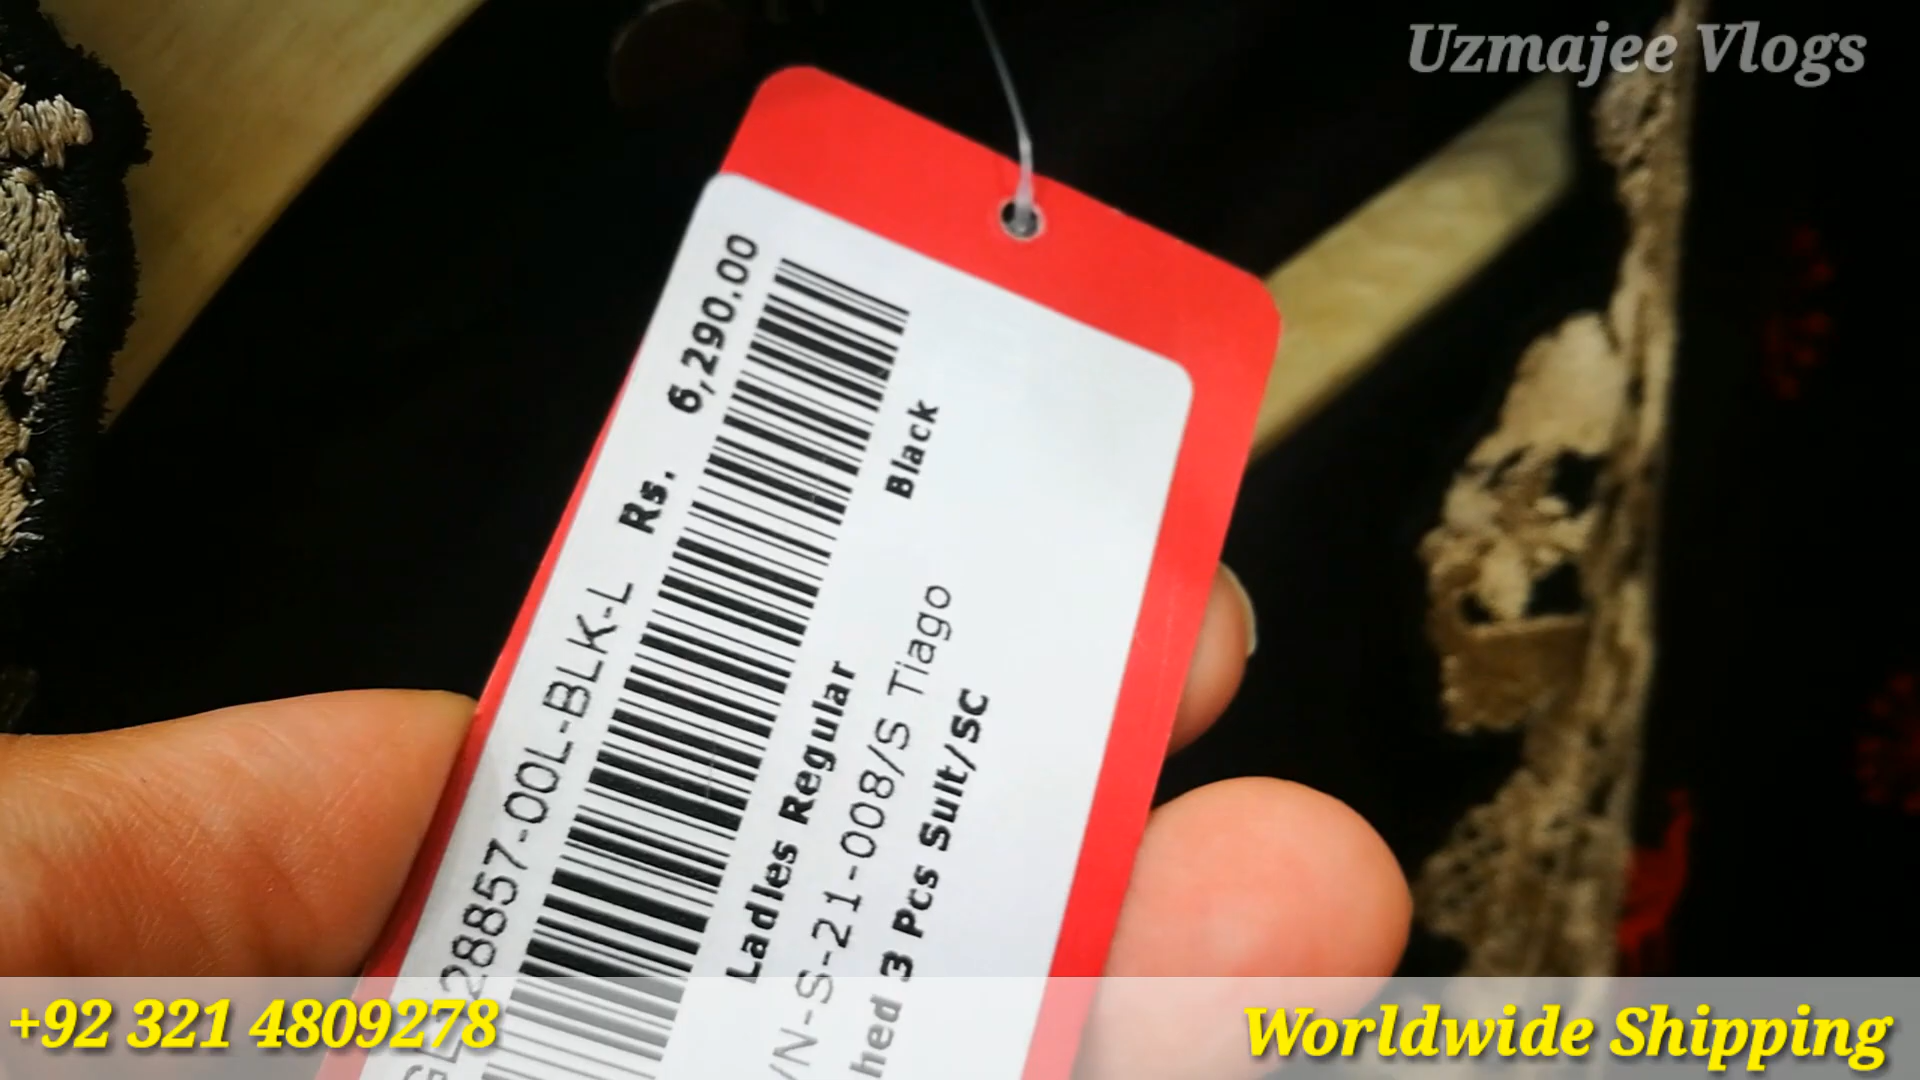 Uzmajee Vlogs
28857-00L-BLK-L Rs. 6,290.00
Black
Ladies Regular
/N-S-21-008/S Tiago
hed 3 Pcs Suit/SC
+92 321 4809278
Worldwide Shipping